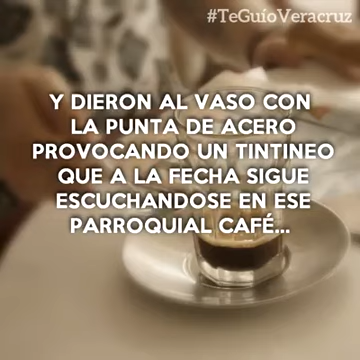 #TeGuíoVeracruz
Y DIERON AL VASO CON
LA PUNTA DE ACERO
PROVOCANDO UN TINTINEO
QUE A LA FECHA SIGUE
ESCUCHANDOSE EN ESE
PARROQUIAL CAFÉ...